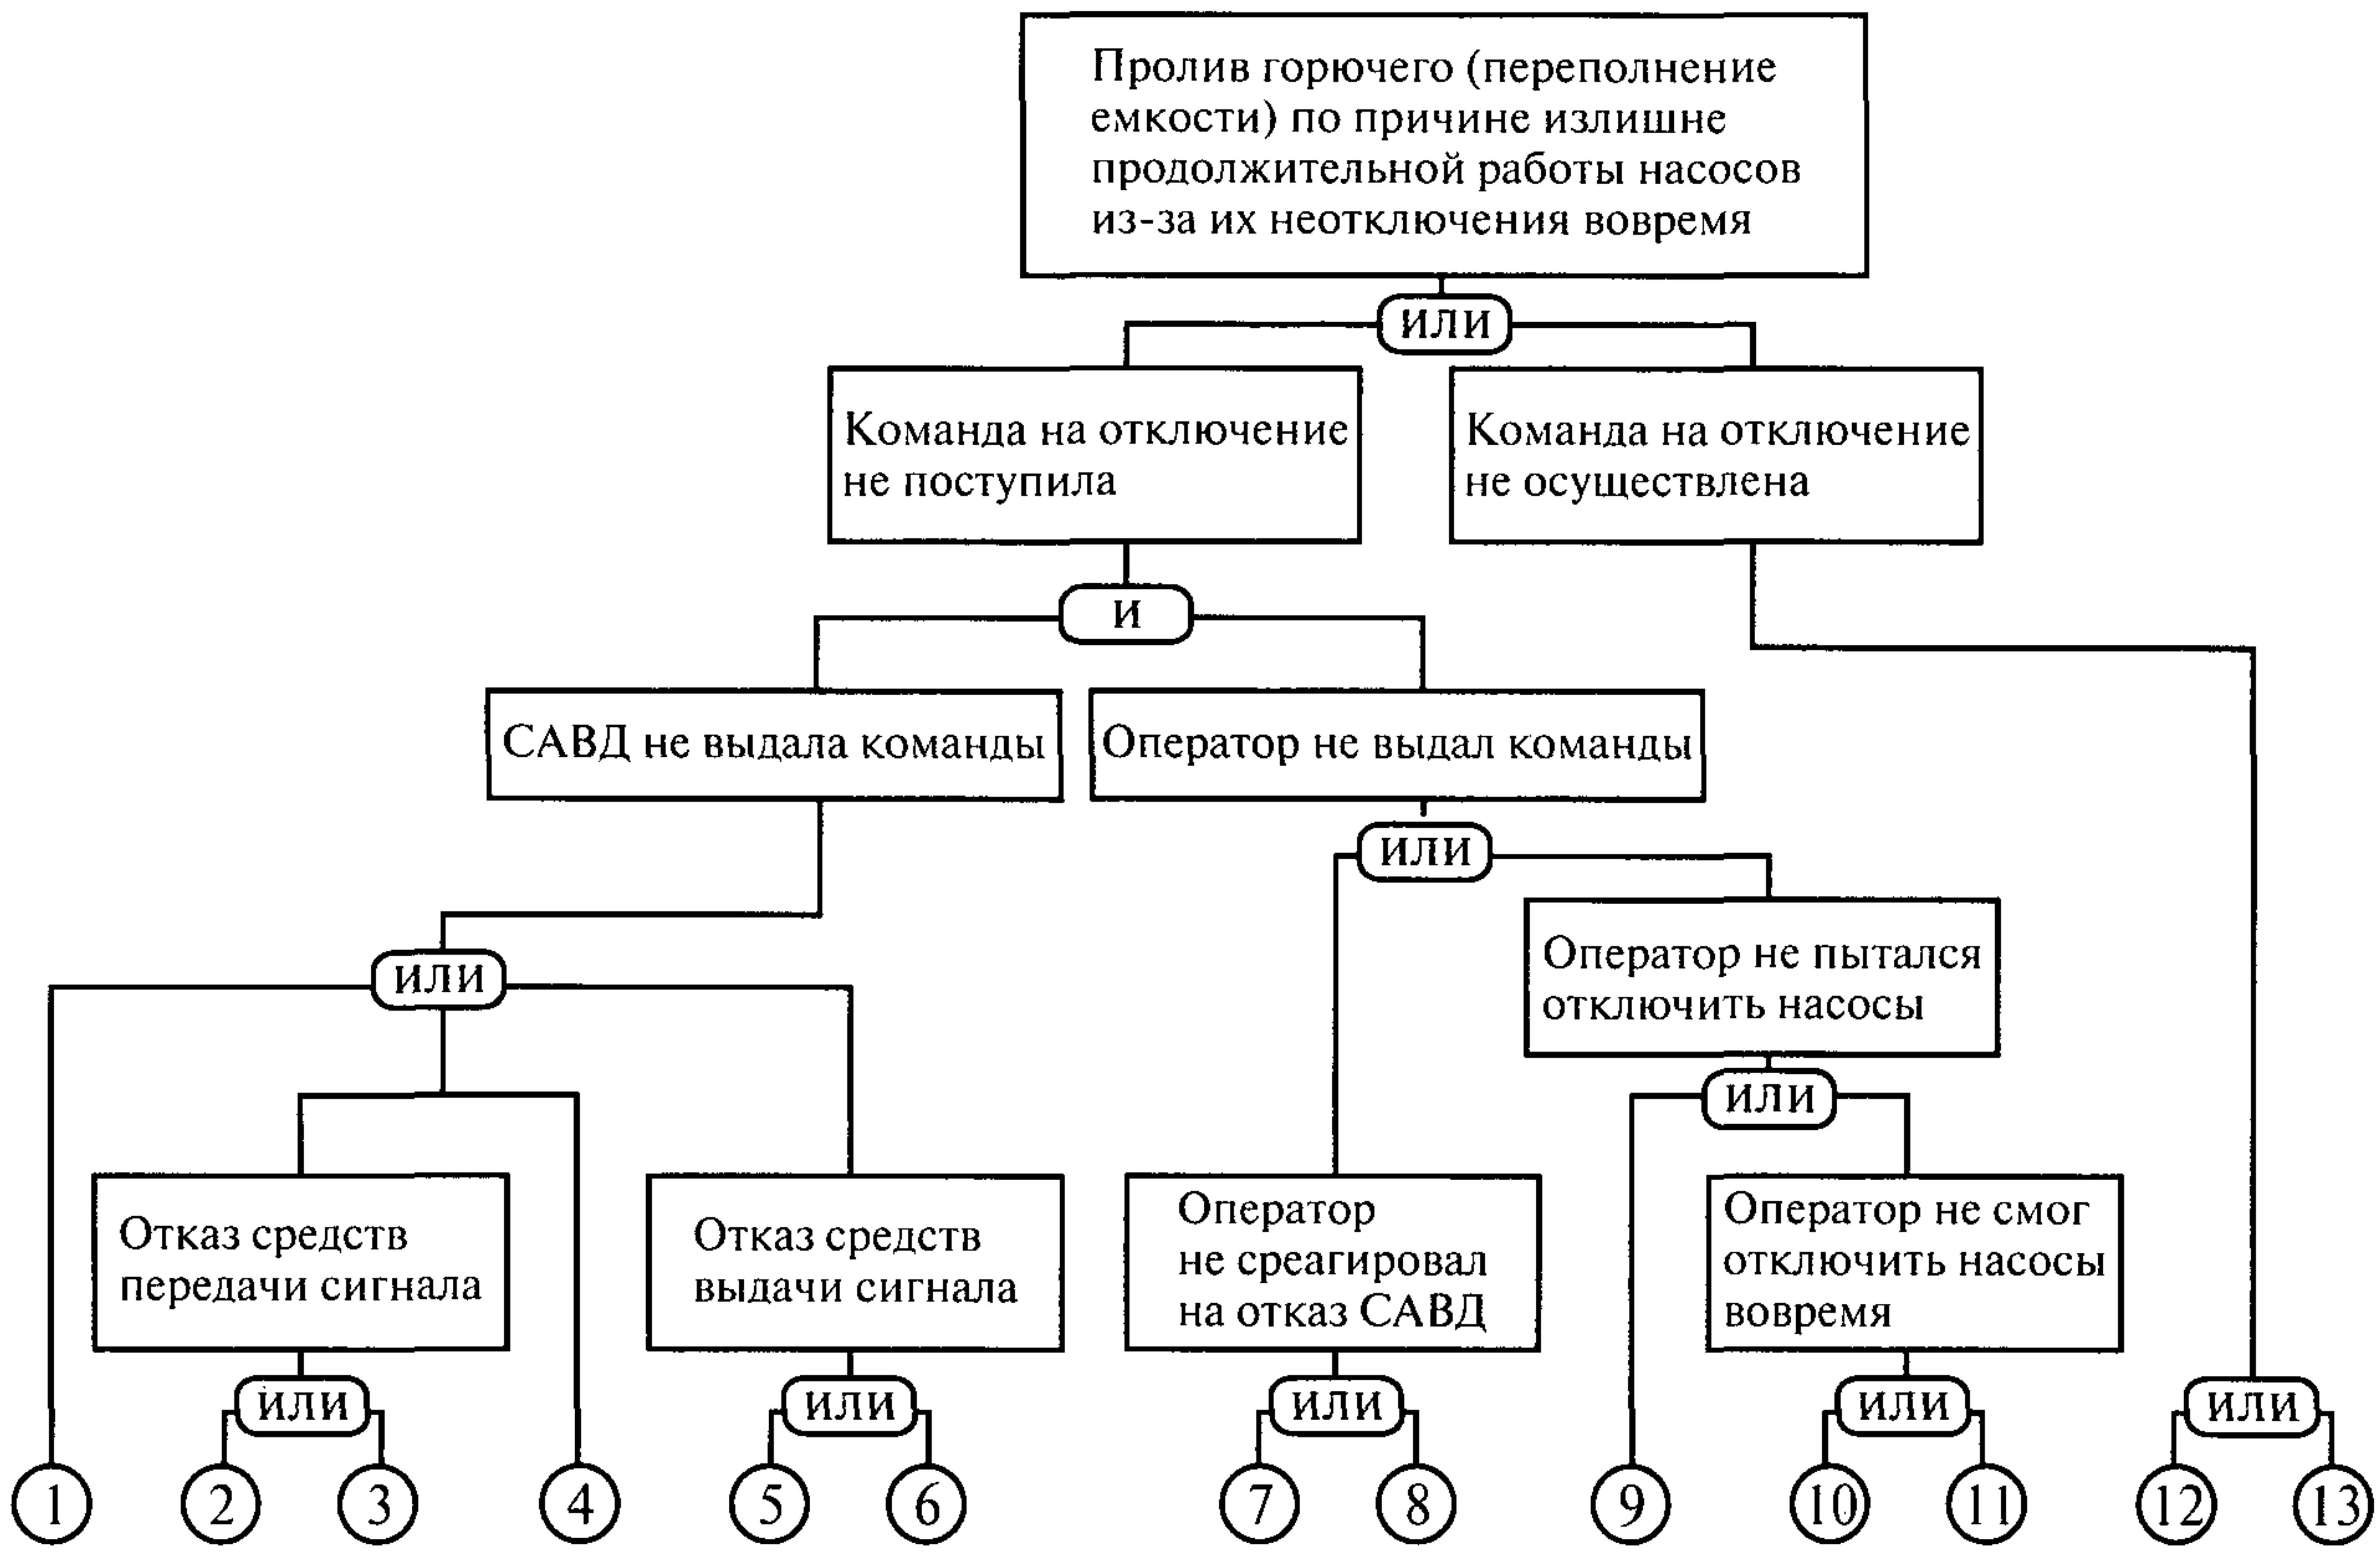 Пролив горючего (переполнение
емкости) по причине излишне
продолжительной работы насосов
из-за их неотключения вовремя
ИЛИ
Команда на отключение
не поступила
Команда на отключение
не осуществлена
И
САВД не выдала команды
Оператор не выдал команды
ИЛИ
Оператор не пытался
отключить насосы
ИЛИ
ИЛИ
Отказ средств
передачи сигнала
Отказ средств
выдачи сигнала
Оператор
не среагировал
на отказ САВД
Оператор не смог
отключить насосы
вовремя
ИЛИ
ИЛИ
ИЛИ
ИЛИ
ИЛИ
1
2
3
4
5
6
7
8
9
10
11
12
13